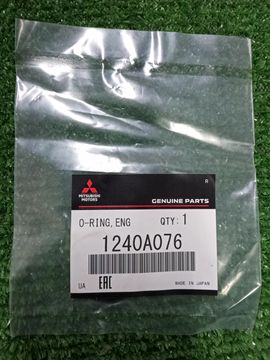 R
MITSUBISHI
MOTORS
GENUINE PARTS
O-RING, ENG QTY: 1
1240A076
UA EAC MADE IN JAPAN